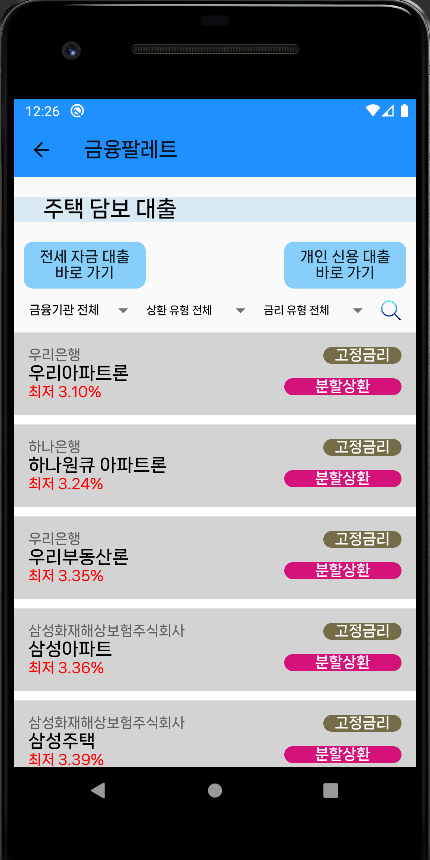 12:26
금융팔레트
주택 담보 대출
전세 자금 대출
바로 가기
개인 신용 대출
바로 가기
금융기관 전체
상환 유형 전체
금리 유형 전체
우리은행
우리아파트론
최저 3.10%
고정금리
분할상환
하나은행
하나원큐 아파트론
최저 3.24%
고정금리
분할상환
우리은행
우리부동산론
최저 3.35%
고정금리
분할상환
삼성화재해상보험주식회사
삼성아파트
최저 3.36%
고정금리
분할상환
삼성화재해상보험주식회사
삼성주택
최저 3.39%
고정금리
분할상환